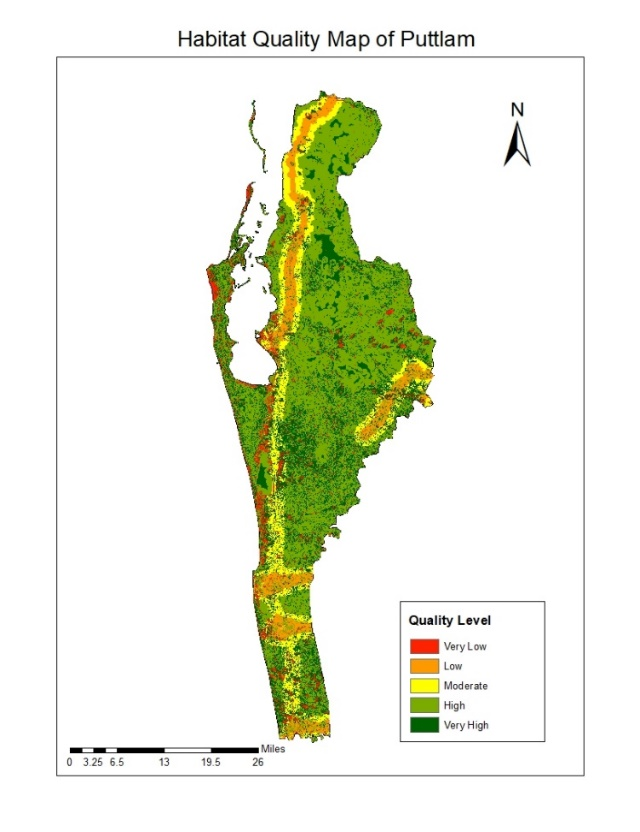 Habitat Quality Map of Puttlam
N
Quality Level
Very Low
Low
Moderate
High
Very High
Miles
0 3.25 6.5 13 19.5 26